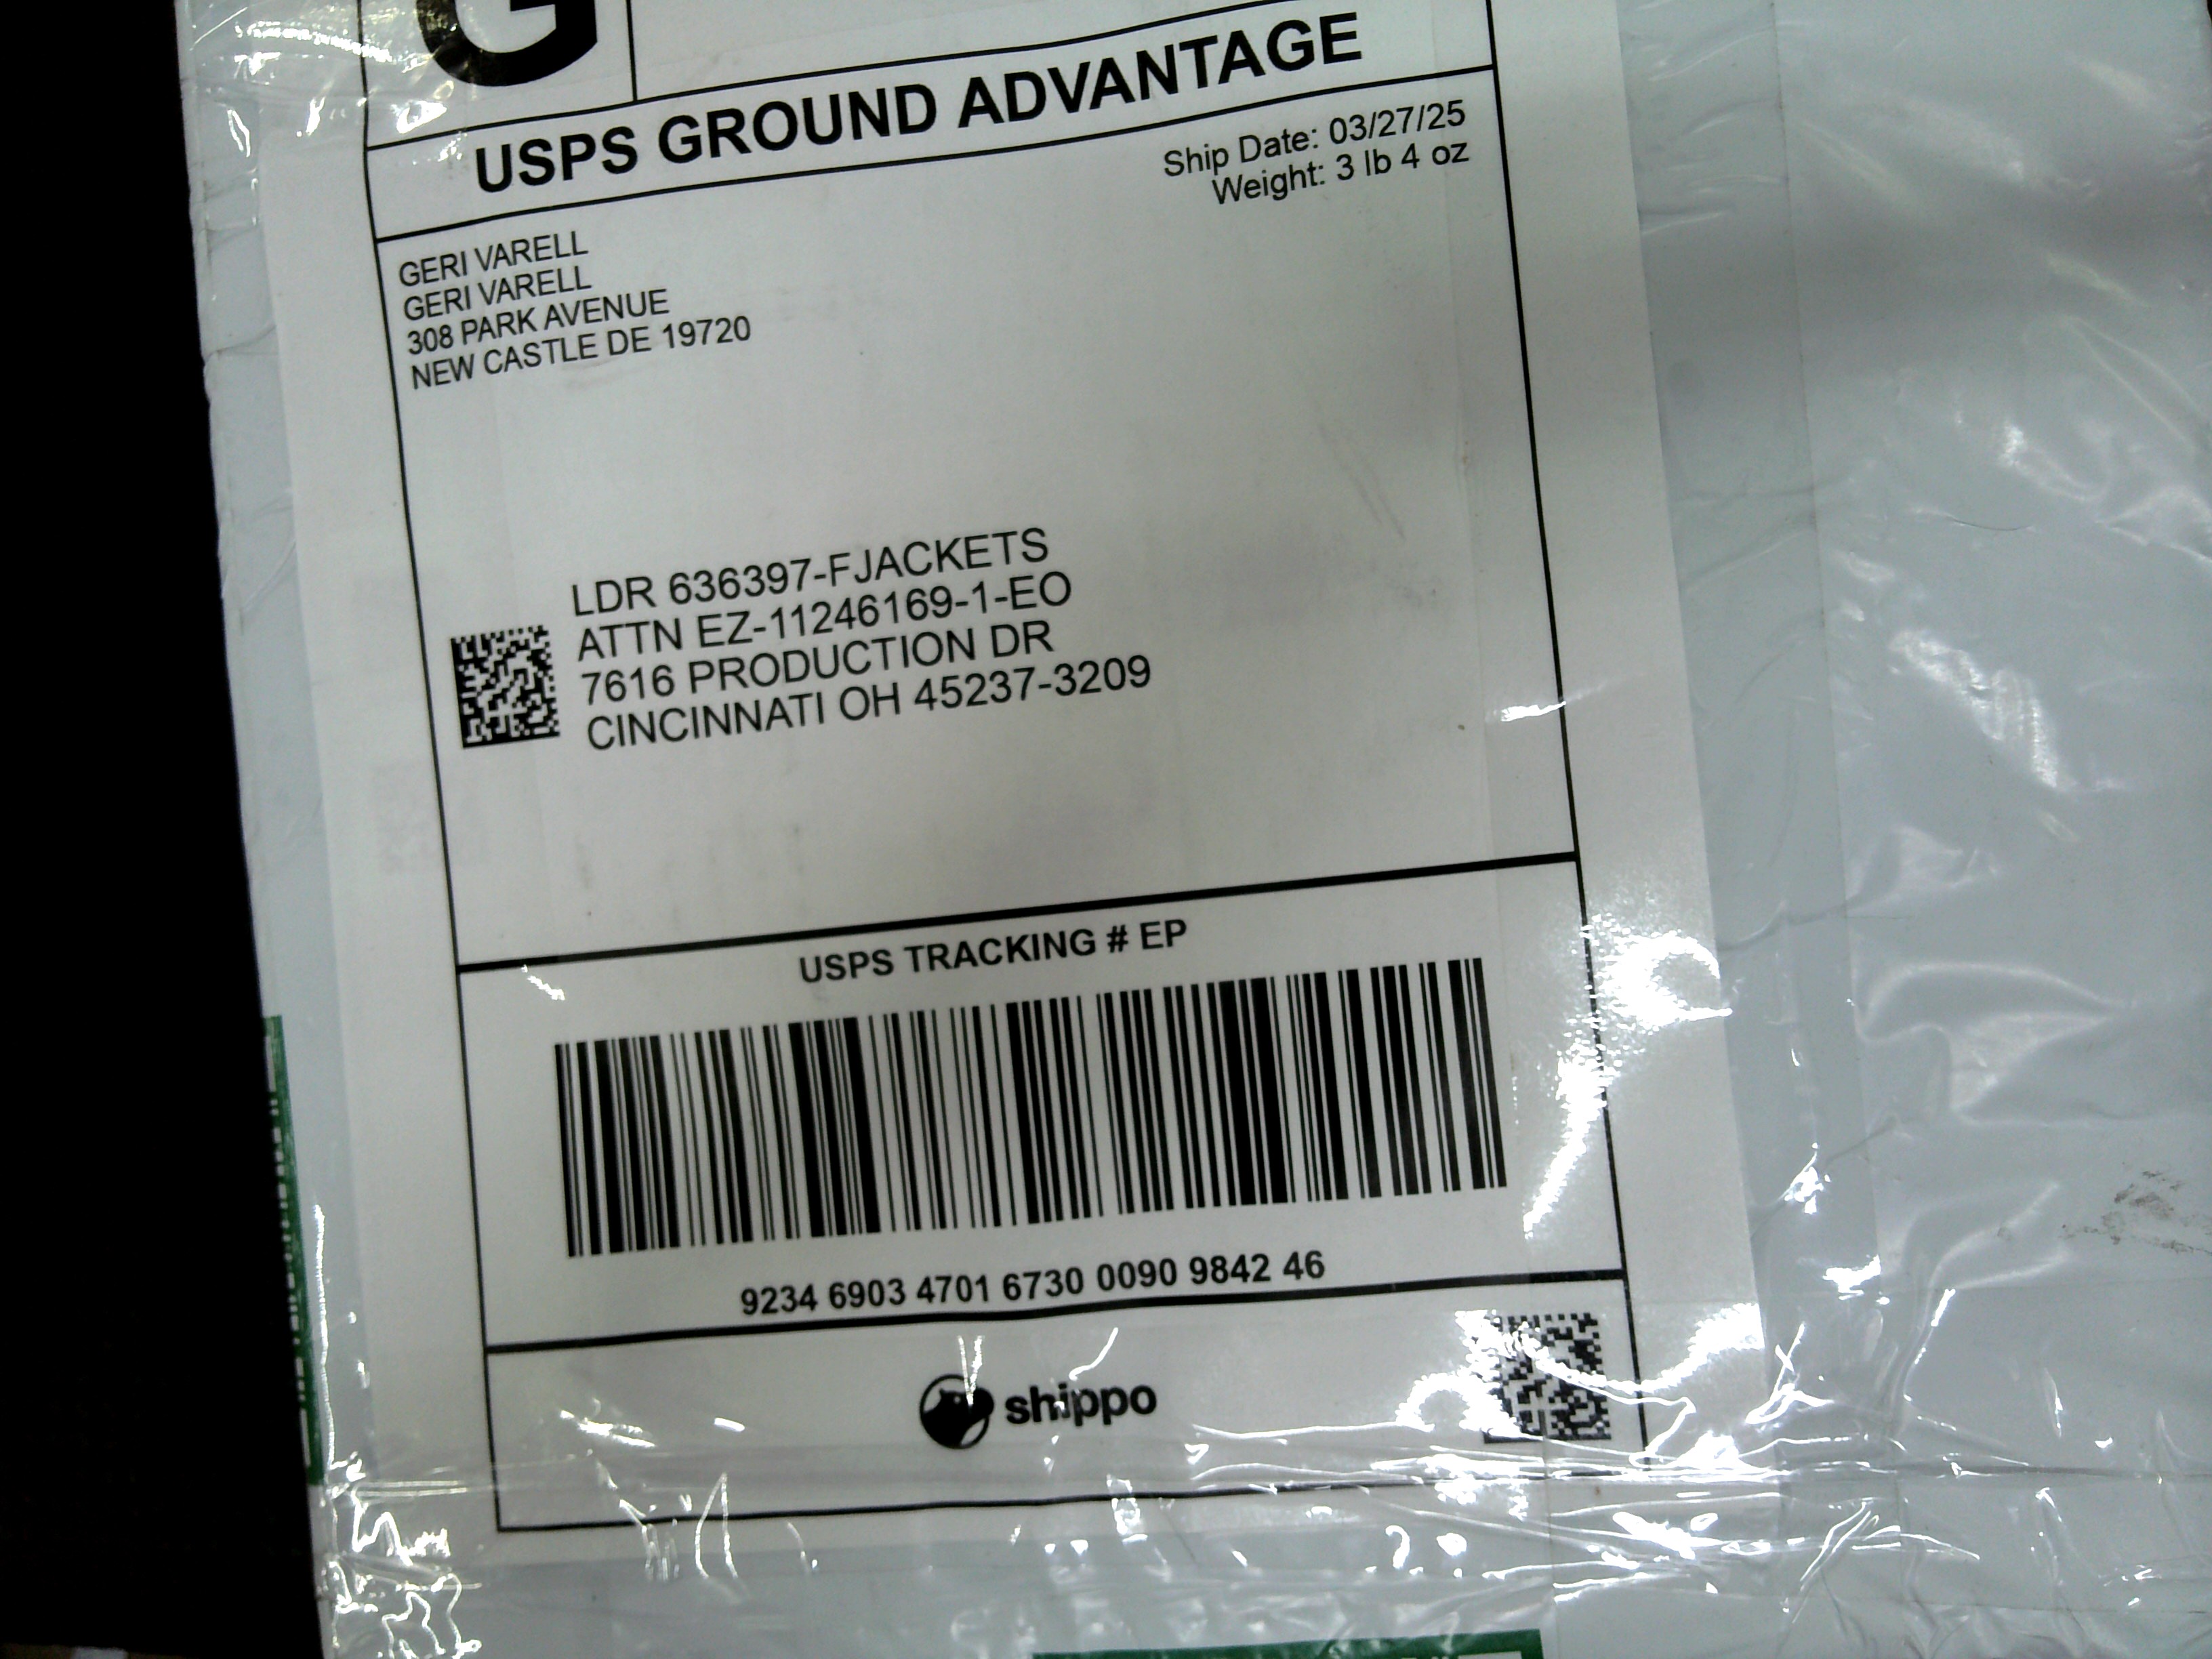 G
USPS GROUND ADVANTAGE
Ship Date: 03/27/25
Weight: 3 lb 4 oz
GERI VARELL
GERI VARELL
308 PARK AVENUE
NEW CASTLE DE 19720
LDR 636397-FJACKETS
ATTN EZ-11246169-1-EO
7616 PRODUCTION DR
CINCINNATI OH 45237-3209
USPS TRACKING # EP
9234 6903 4701 6730 0090 9842 46
shippo